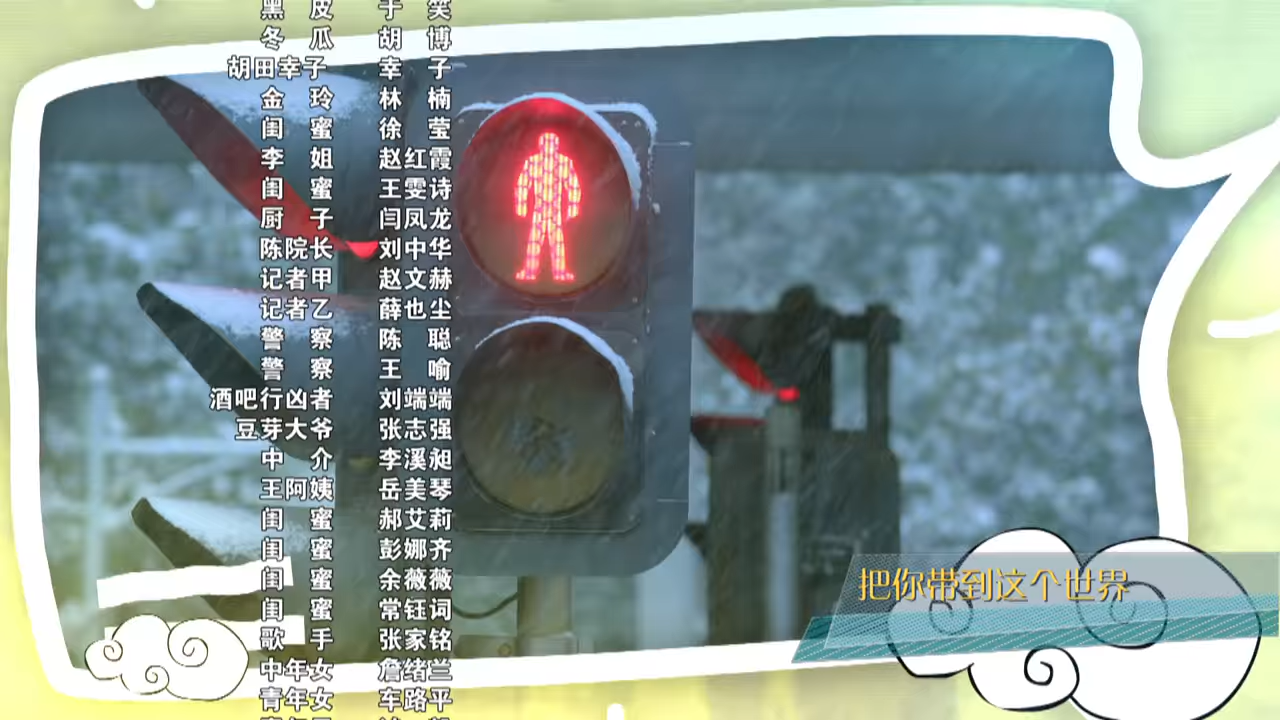 黑皮 于笑
冬瓜 胡博
胡田幸子 幸子
金玲 林楠
闺蜜 徐莹
李姐 赵红霞
闺蜜 王雯诗
厨子 闫凤龙
陈院长 刘中华
记者甲 赵文赫
记者乙 薛也尘
警察 陈聪
警察 王喻
酒吧行凶者 刘端端
豆芽大爷 张志强
中介 李溪昶
王阿姨 岳美琴
闺蜜 郝艾莉
闺蜜 彭娜齐
闺蜜 余薇薇
闺蜜 常钰词
歌手 张家铭
中年女 詹绪兰
青年女 车路平
把你带到这个世界